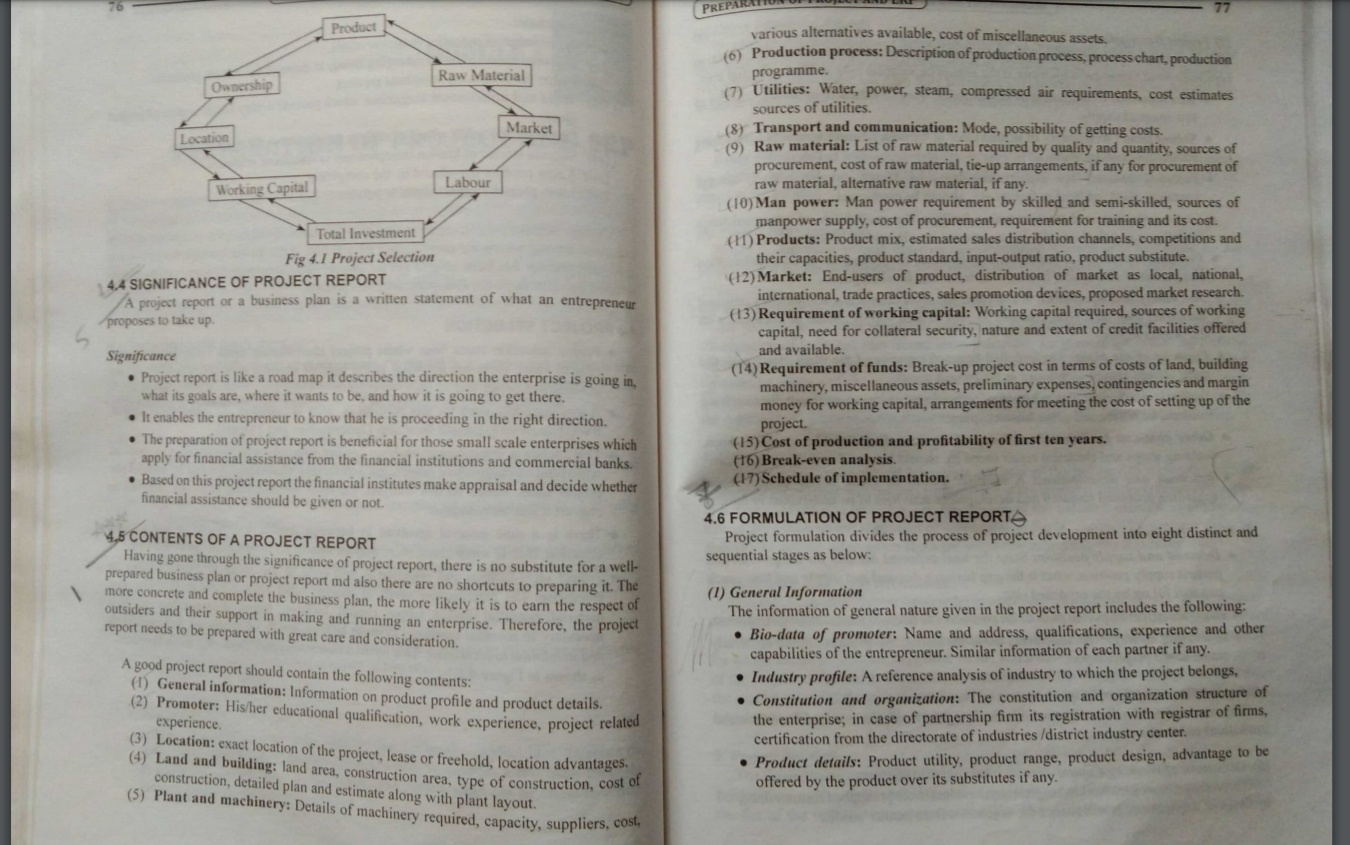 76
Product
Ownership
Raw Material
Location
Market
Working Capital
Labour
Total Investment
Fig 4.1 Project Selection
4.4 SIGNIFICANCE OF PROJECT REPORT
A project report or a business plan is a written statement of what an entrepreneur
proposes to take up.
Significance
• Project report is like a road map it describes the direction the enterprise is going in,
what its goals are, where it wants to be, and how it is going to get there.
• It enables the entrepreneur to know that he is proceeding in the right direction.
• The preparation of project report is beneficial for those small scale enterprises which
apply for financial assistance from the financial institutions and commercial banks.
• Based on this project report the financial institutes make appraisal and decide whether
financial assistance should be given or not.
4.5 CONTENTS OF A PROJECT REPORT
Having gone through the significance of project report, there is no substitute for a well-
prepared business plan or project report md also there are no shortcuts to preparing it. The
more concrete and complete the business plan, the more likely it is to earn the respect of
outsiders and their support in making and running an enterprise. Therefore, the project
report needs to be prepared with great care and consideration.
A good project report should contain the following contents:
(1) General information: Information on product profile and product details.
(2) Promoter: His/her educational qualification, work experience, project related
experience.
(3) Location: exact location of the project, lease or freehold, location advantages.
(4) Land and building: land area, construction area, type of construction, cost of
construction, detailed plan and estimate along with plant layout.
(5) Plant and machinery: Details of machinery required, capacity, suppliers, cost,
PREPARATION OF PROJECT AND ERP
77
various alternatives available, cost of miscellaneous assets.
(6) Production process: Description of production process, process chart, production
programme.
(7) Utilities: Water, power, steam, compressed air requirements, cost estimates
sources of utilities.
(8) Transport and communication: Mode, possibility of getting costs.
(9) Raw material: List of raw material required by quality and quantity, sources of
procurement, cost of raw material, tie-up arrangements, if any for procurement of
raw material, alternative raw material, if any.
(10) Man power: Man power requirement by skilled and semi-skilled, sources of
manpower supply, cost of procurement, requirement for training and its cost.
(11) Products: Product mix, estimated sales distribution channels, competitions and
their capacities, product standard, input-output ratio, product substitute.
(12) Market: End-users of product, distribution of market as local, national,
international, trade practices, sales promotion devices, proposed market research.
(13) Requirement of working capital: Working capital required, sources of working
capital, need for collateral security, nature and extent of credit facilities offered
and available.
(14) Requirement of funds: Break-up project cost in terms of costs of land, building
machinery, miscellaneous assets, preliminary expenses, contingencies and margin
money for working capital, arrangements for meeting the cost of setting up of the
project.
(15) Cost of production and profitability of first ten years.
(16) Break-even analysis.
(17) Schedule of implementation.
4.6 FORMULATION OF PROJECT REPORT
Project formulation divides the process of project development into eight distinct and
sequential stages as below:
(1) General Information
The information of general nature given in the project report includes the following:
• Bio-data of promoter: Name and address, qualifications, experience and other
capabilities of the entrepreneur. Similar information of each partner if any.
• Industry profile: A reference analysis of industry to which the project belongs,
• Constitution and organization: The constitution and organization structure of
the enterprise; in case of partnership firm its registration with registrar of firms,
certification from the directorate of industries /district industry center.
• Product details: Product utility, product range, product design, advantage to be
offered by the product over its substitutes if any.